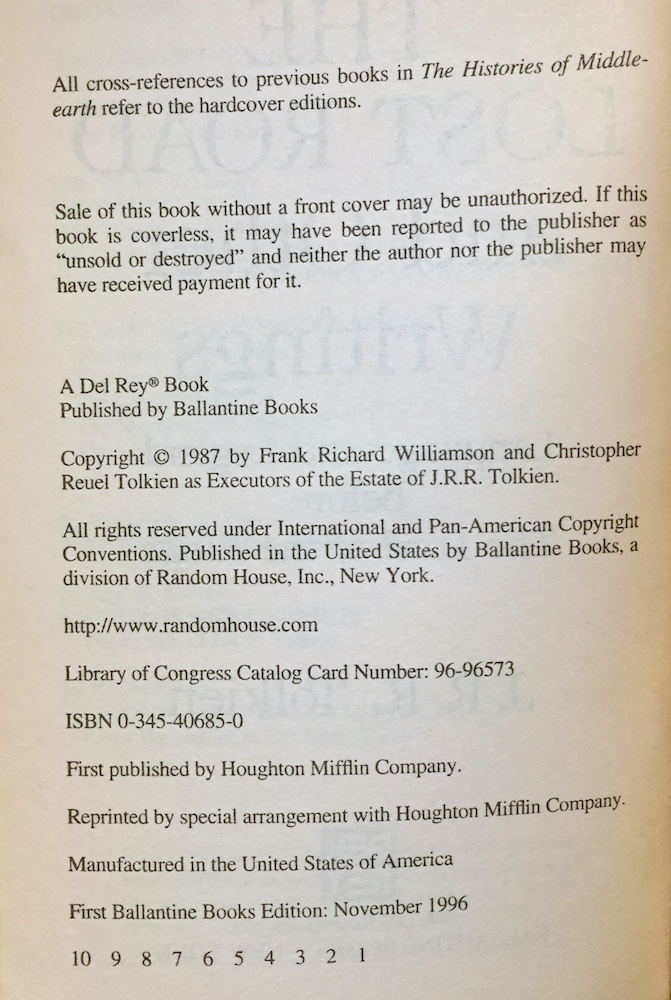 All cross-references to previous books in The Histories of Middle-
earth refer to the hardcover editions.
Sale of this book without a front cover may be unauthorized. If this
book is coverless, it may have been reported to the publisher as
“unsold or destroyed” and neither the author nor the publisher may
have received payment for it.
A Del Rey® Book
Published by Ballantine Books
Copyright © 1987 by Frank Richard Williamson and Christopher
Reuel Tolkien as Executors of the Estate of J.R.R. Tolkien.
All rights reserved under International and Pan-American Copyright
Conventions. Published in the United States by Ballantine Books, a
division of Random House, Inc., New York.
http://www.randomhouse.com
Library of Congress Catalog Card Number: 96-96573
ISBN 0-345-40685-0
First published by Houghton Mifflin Company.
Reprinted by special arrangement with Houghton Mifflin Company.
Manufactured in the United States of America
First Ballantine Books Edition: November 1996
10 9 8 7 6 5 4 3 2 1